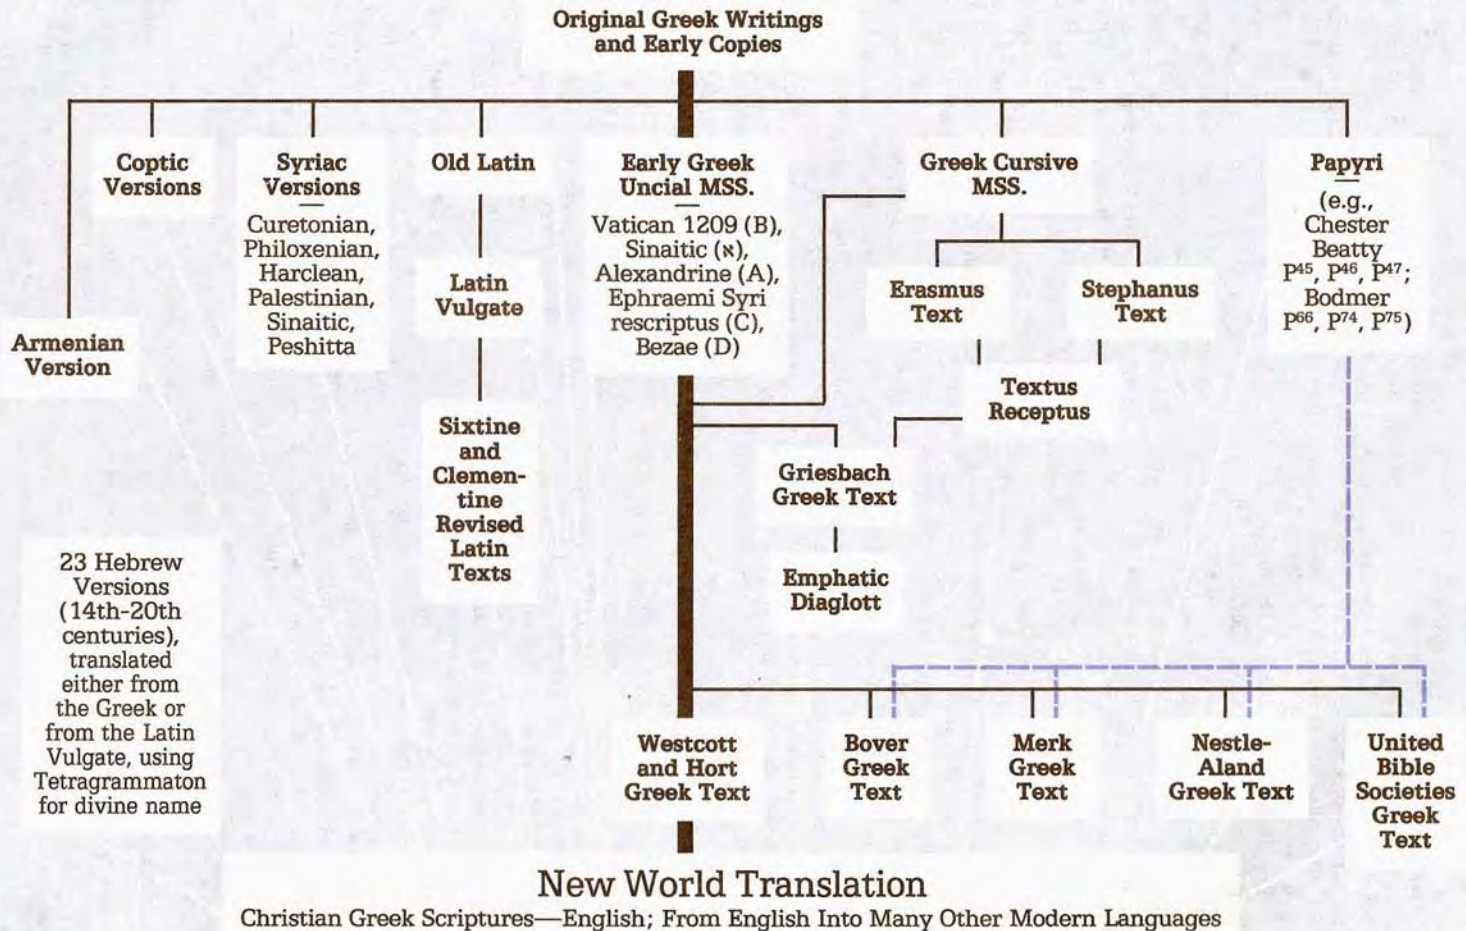 Original Greek Writings
and Early Copies
Coptic
Versions
Syriac
Versions
Curetonian,
Philoxenian,
Harclean,
Palestinian,
Sinaitic,
Peshitta
Old Latin
Early Greek
Uncial MSS.
Vatican 1209 (B),
Sinaitic (א),
Alexandrine (A),
Ephraemi Syri
rescriptus (C),
Bezae (D)
Greek Cursive
MSS.
Papyri
(e.g.,
Chester
Beatty
P⁴⁵, P⁴⁶, P⁴⁷;
Bodmer
P⁶⁶, P⁷⁴, P⁷⁵)
Armenian
Version
Latin
Vulgate
Erasmus
Text
Stephanus
Text
Textus
Receptus
Sixtine
and
Clemen-
tine
Revised
Latin
Texts
Griesbach
Greek Text
Emphatic
Diaglott
23 Hebrew
Versions
(14th-20th
centuries),
translated
either from
the Greek or
from the Latin
Vulgate, using
Tetragrammaton
for divine name
Westcott
and Hort
Greek Text
Bover
Greek
Text
Merk
Greek
Text
Nestle-
Aland
Greek Text
United
Bible
Societies
Greek
Text
New World Translation
Christian Greek Scriptures—English; From English Into Many Other Modern Languages